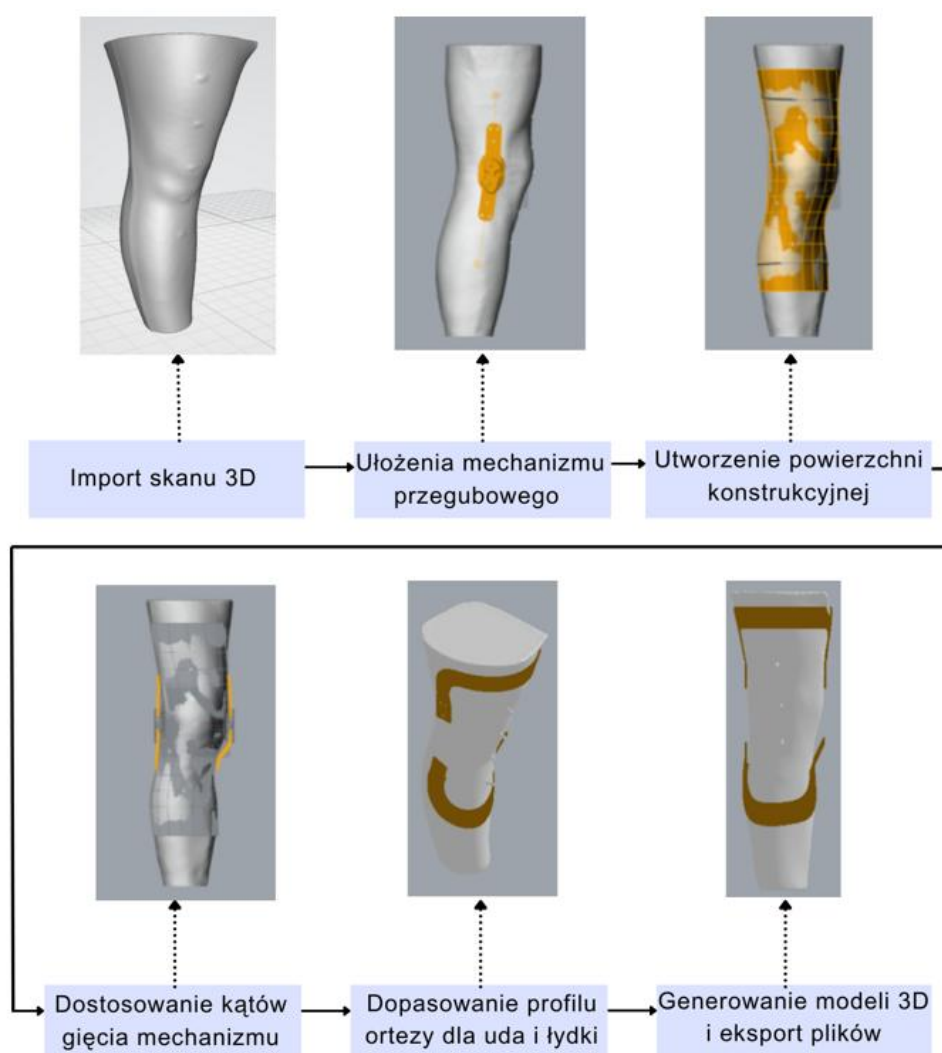 Import skanu 3D
Ułożenia mechanizmu
przegubowego
Utworzenie powierzchni
konstrukcyjnej
Dostosowanie kątów
gięcia mechanizmu
Dopasowanie profilu
ortezy dla uda i łydki
Generowanie modeli 3D
i eksport plików